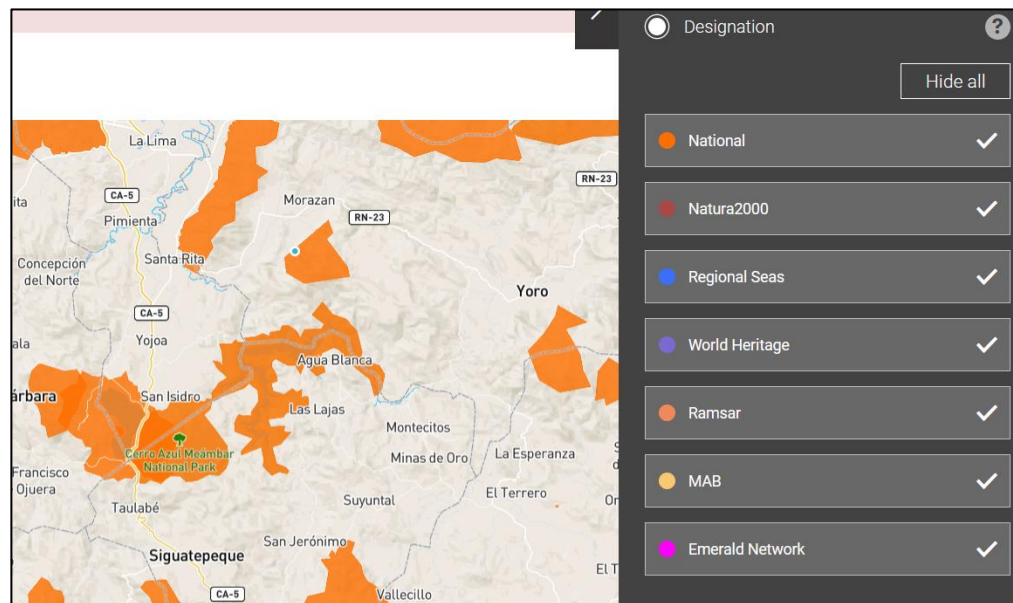 Designation
?
Hide all
National
Natura2000
Regional Seas
World Heritage
Ramsar
MAB
Emerald Network
La Lima
CA-5
Pimienta
ita
Morazan
RN-23
RN-23
Concepción
del Norte
Santa Rita
Yoro
CA-5
Yojoa
ala
Agua Blanca
árbara
San Isidro
Las Lajas
Montecitos
Cerro Azul Meámbar
National Park
Minas de Oro
La Esperanza
Francisco
Ojuera
Taulabé
Suyuntal
El Terrero
Or
San Jerónimo
Siguatepeque
El T
CA-5
Vallecillo